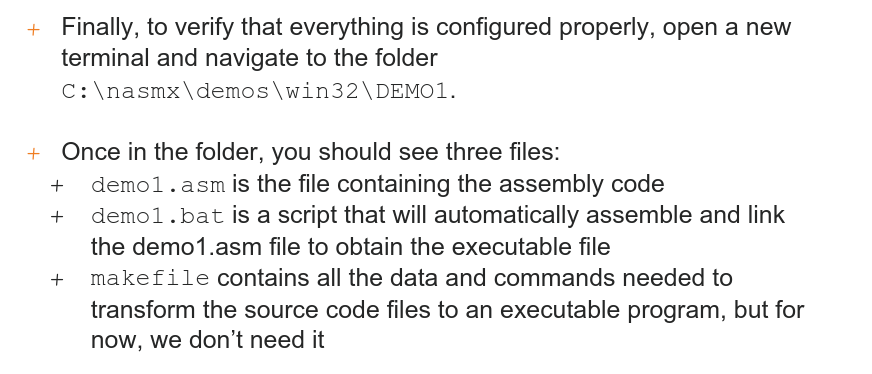 + Finally, to verify that everything is configured properly, open a new
terminal and navigate to the folder
C:\nasmx\demos\win32\DEMO1.
+ Once in the folder, you should see three files:
+ demo1.asm is the file containing the assembly code
+ demo1.bat is a script that will automatically assemble and link
the demo1.asm file to obtain the executable file
+ makefile contains all the data and commands needed to
transform the source code files to an executable program, but for
now, we don’t need it